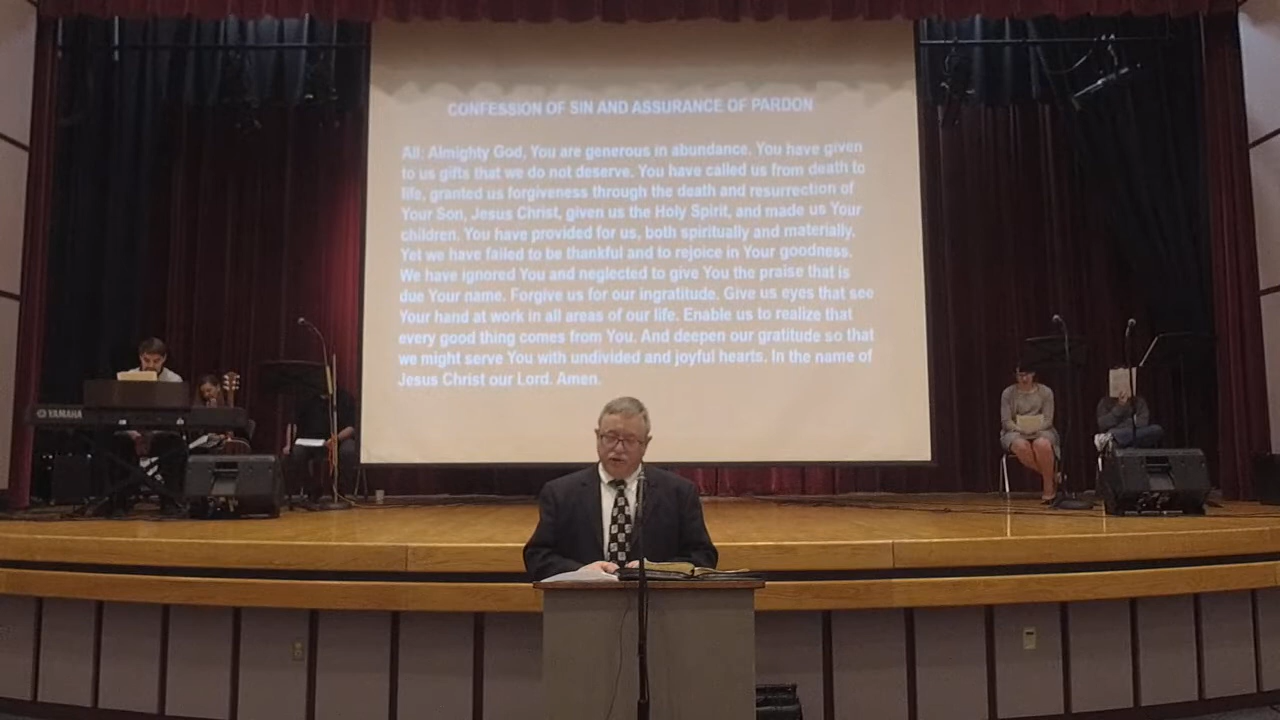 CONFESSION OF SIN AND ASSURANCE OF PARDON
All: Almighty God, You are generous in abundance. You have given
to us gifts that we do not deserve. You have called us from death to
life, granted us forgiveness through the death and resurrection of
Your Son, Jesus Christ, given us the Holy Spirit, and made us Your
children. You have provided for us, both spiritually and materially.
Yet we have failed to be thankful and to rejoice in Your goodness.
We have ignored You and neglected to give You the praise that is
due Your name. Forgive us for our ingratitude. Give us eyes that see
Your hand at work in all areas of our life. Enable us to realize that
every good thing comes from You. And deepen our gratitude so that
we might serve You with undivided and joyful hearts. In the name of
Jesus Christ our Lord. Amen.
YAMAHA